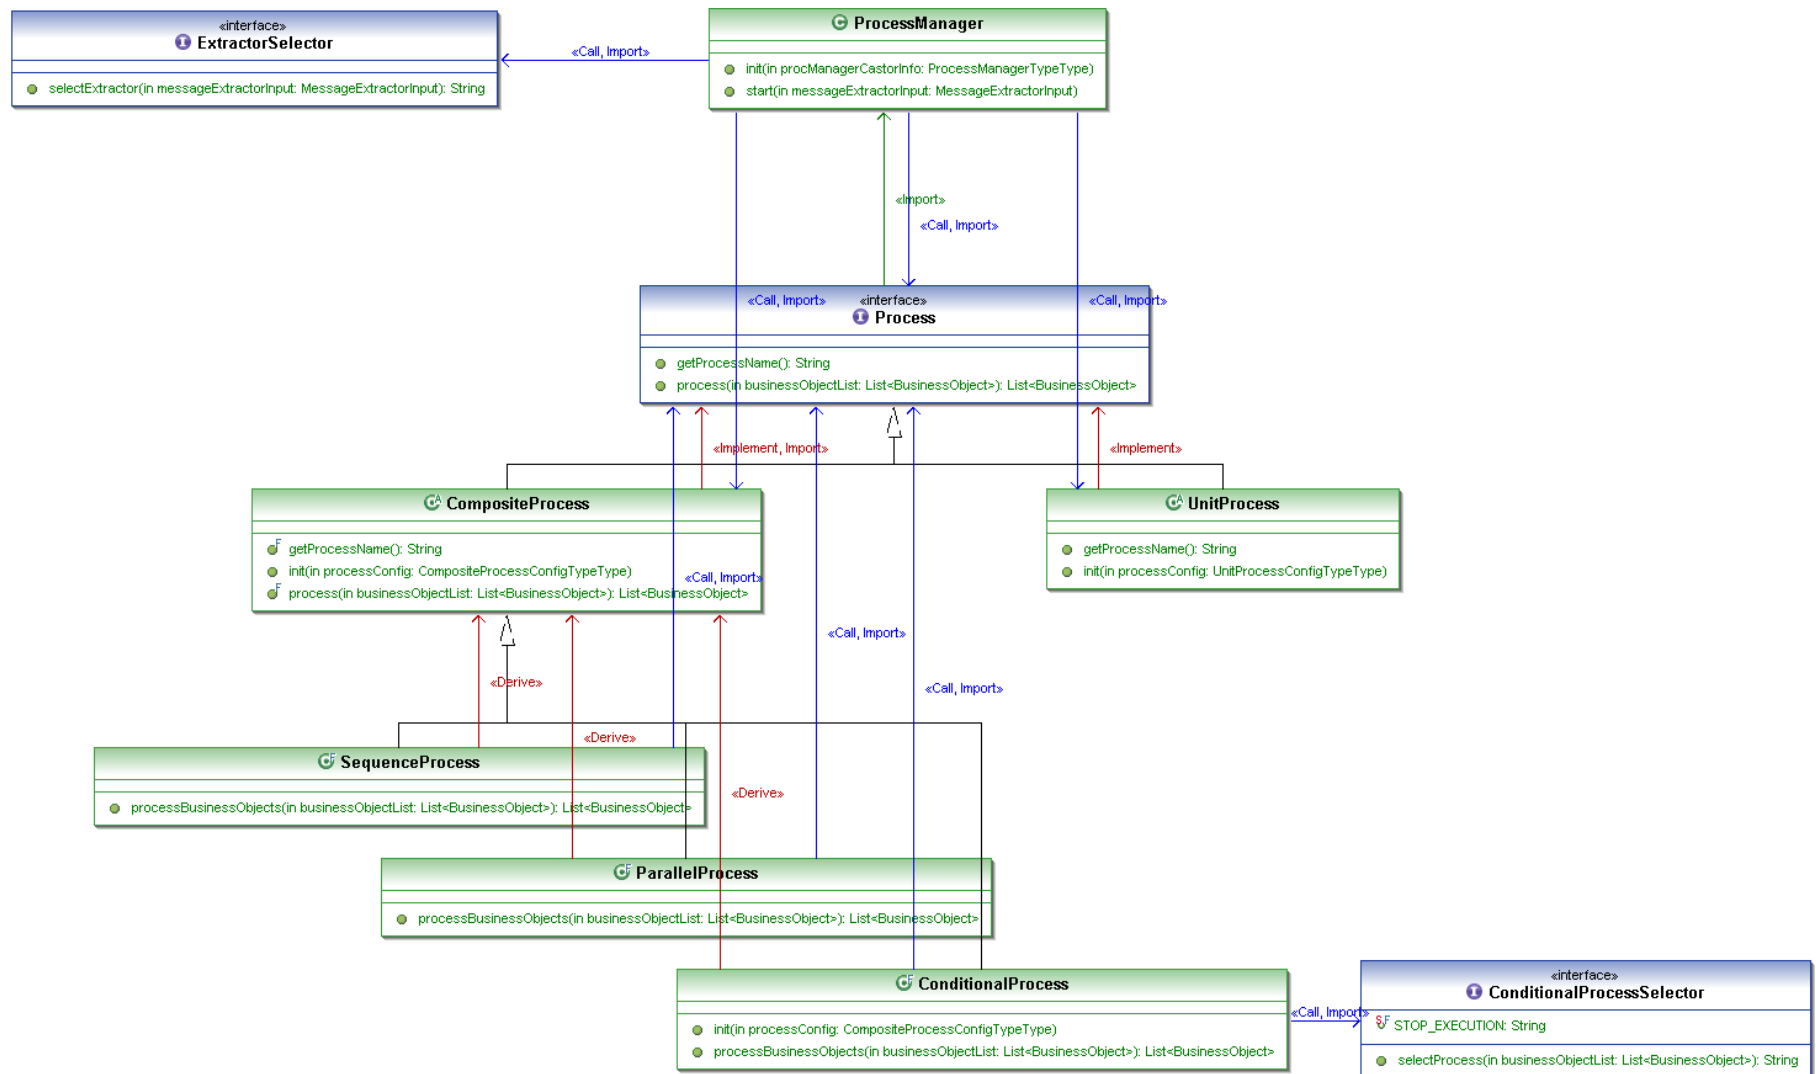 «interface»
ExtractorSelector
selectExtractor(in messageExtractorInput: MessageExtractorInput): String
«Call, Import»
ProcessManager
init(in procManagerCastorInfo: ProcessManagerTypeType)
start(in messageExtractorInput: MessageExtractorInput)
«Import»
«Call, Import»
«Call, Import»
«interface»
«Call, Import»
Process
getProcessName(): String
process(in businessObjectList: List<BusinessObject>): List<BusinessObject>
«Implement, Import»
«Implement»
CompositeProcess
getProcessName(): String
init(in processConfig: CompositeProcessConfigTypeType)
process(in businessObjectList: List<BusinessObject>): List<BusinessObject>
«Call, Import»
UnitProcess
getProcessName(): String
init(in processConfig: UnitProcessConfigTypeType)
«Call, Import»
«Derive»
«Call, Import»
«Derive»
SequenceProcess
processBusinessObjects(in businessObjectList: List<BusinessObject>): List<BusinessObject>
«Derive»
ParallelProcess
processBusinessObjects(in businessObjectList: List<BusinessObject>): List<BusinessObject>
ConditionalProcess
init(in processConfig: CompositeProcessConfigTypeType)
processBusinessObjects(in businessObjectList: List<BusinessObject>): List<BusinessObject>
«Call, Import»
«interface»
ConditionalProcessSelector
STOP_EXECUTION: String
selectProcess(in businessObjectList: List<BusinessObject>): String